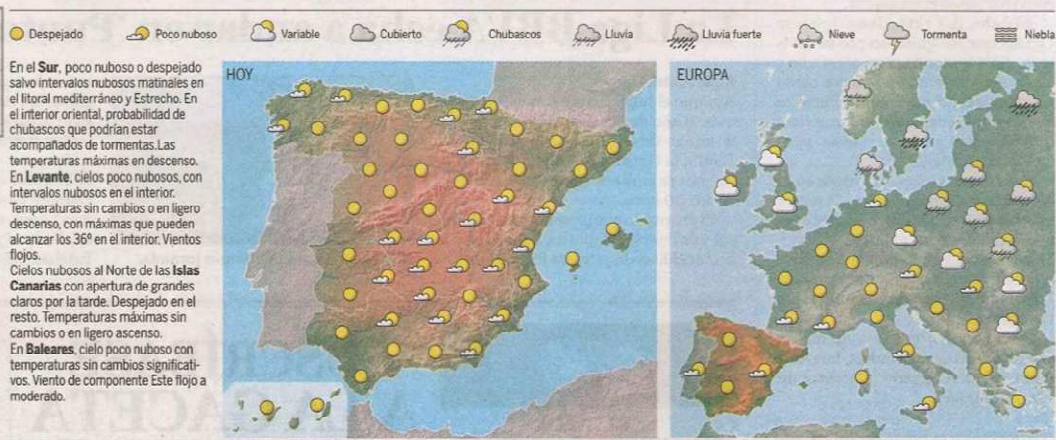 Despejado
Poco nuboso
Variable
Cubierto
Chubascos
Lluvia
Lluvia fuerte
Nieve
Tormenta
Niebla
En el Sur, poco nuboso o despejado
salvo intervalos nubosos matinales en
el litoral mediterráneo y Estrecho. En
el interior oriental, probabilidad de
chubascos que podrían estar
acompañados de tormentas.Las
temperaturas máximas en descenso.
En Levante, cielos poco nubosos, con
intervalos nubosos en el interior.
Temperaturas sin cambios o en ligero
descenso, con máximas que pueden
alcanzar los 36º en el interior. Vientos
flojos.
Cielos nubosos al Norte de las Islas
Canarias con apertura de grandes
claros por la tarde. Despejado en el
resto. Temperaturas máximas sin
cambios o en ligero ascenso.
En Baleares, cielo poco nuboso con
temperaturas sin cambios significati-
vos. Viento de componente Este flojo a
moderado.
HOY
EUROPA